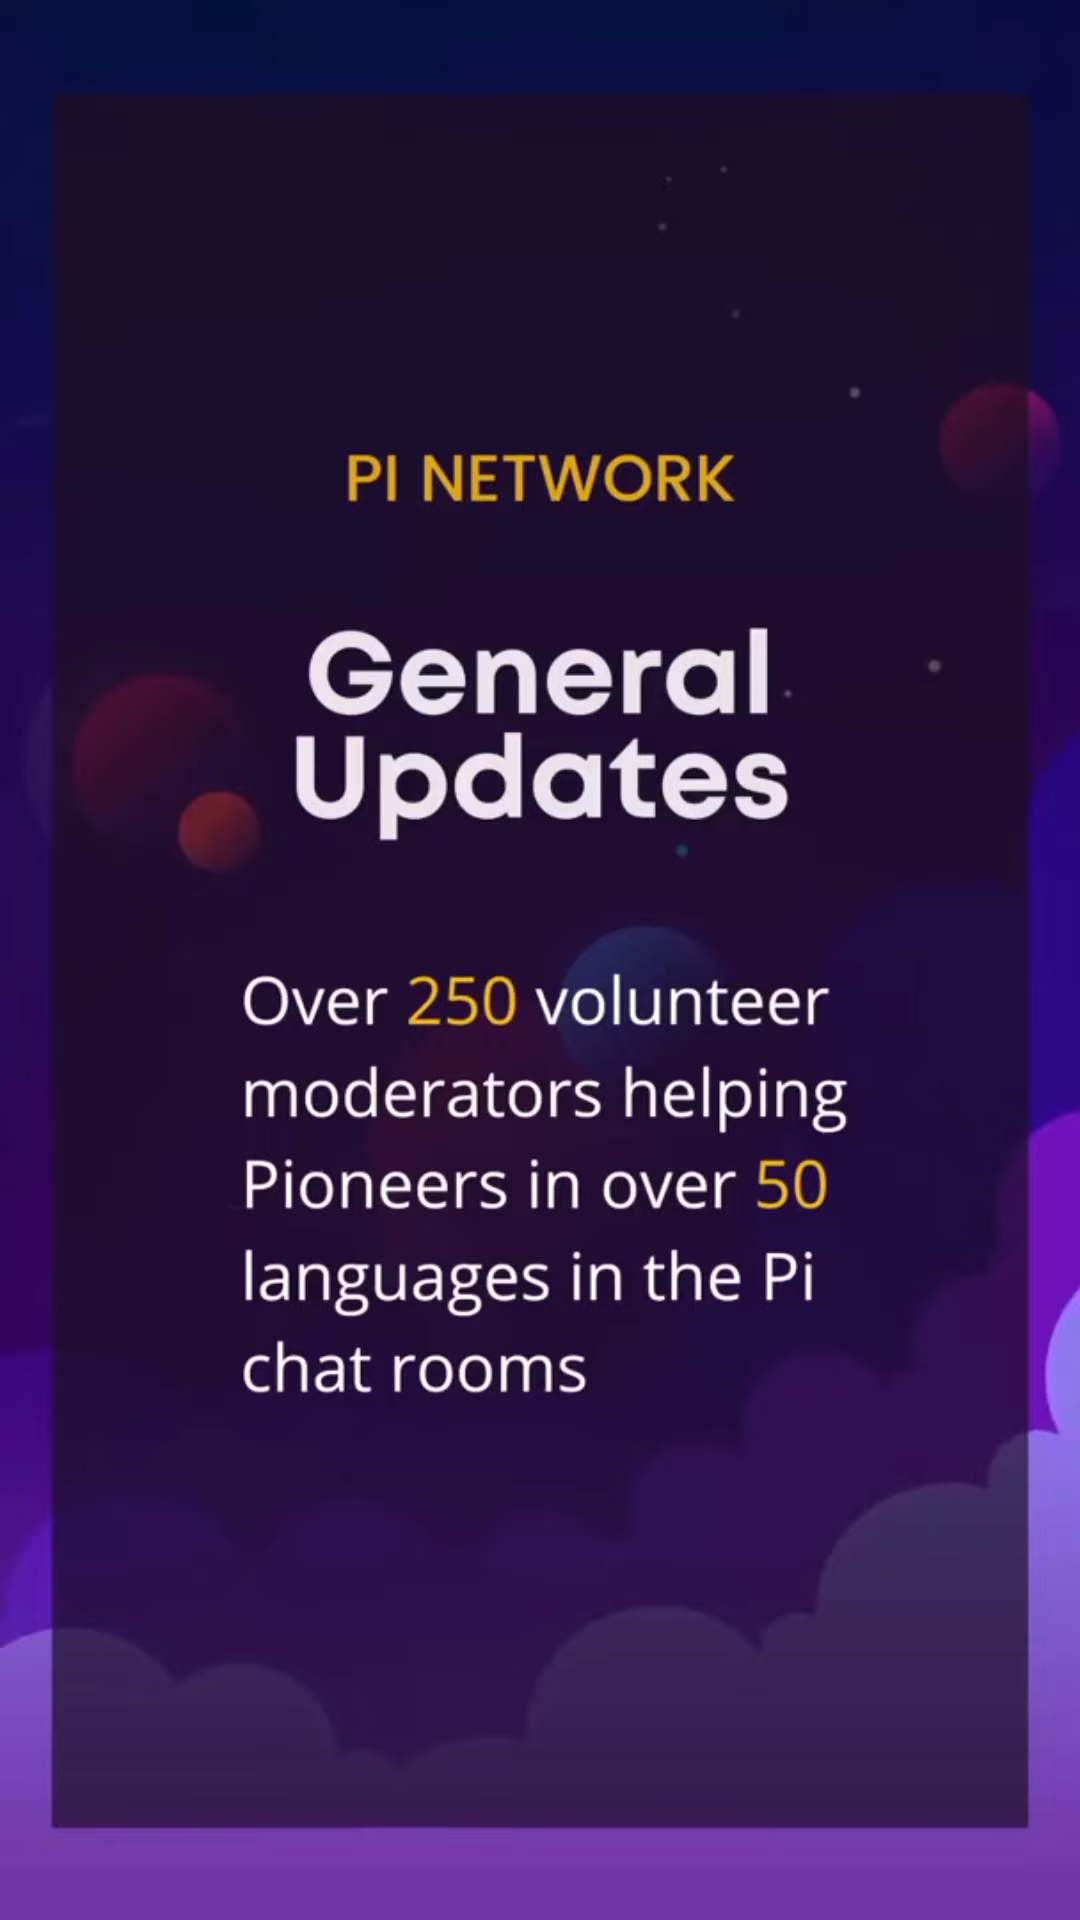 PI NETWORK
General
Updates
Over 250 volunteer
moderators helping
Pioneers in over 50
languages in the Pi
chat rooms